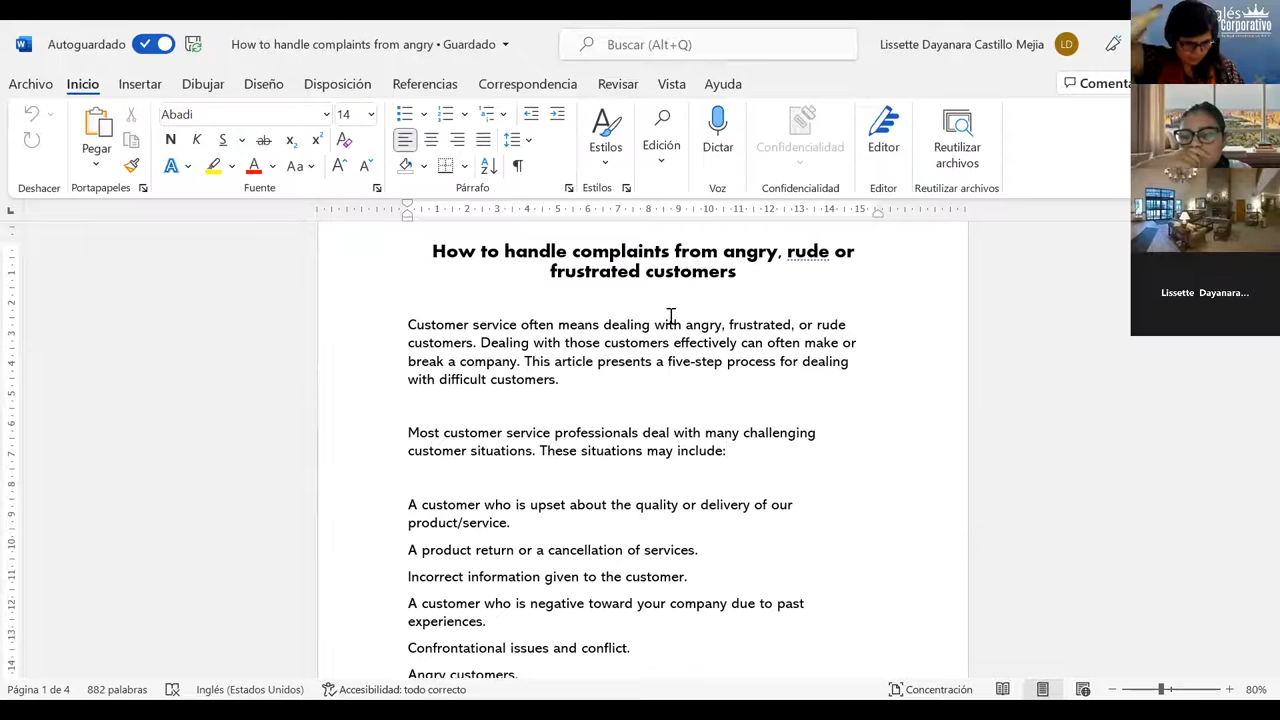 Autoguardado
How to handle complaints from angry • Guardado
Buscar (Alt+Q)
Lissette Dayanara Castillo Mejia
LD
Archivo Inicio Insertar Dibujar Diseño Disposición Referencias Correspondencia Revisar Vista Ayuda
Comenta
Abadi
14
Pegar
Estilos
Edición
Dictar
Confidencialidad
Editor
Reutilizar
archivos
Deshacer Portapapeles Fuente Párrafo Estilos Voz Confidencialidad Editor Reutilizar archivos
How to handle complaints from angry, rude or
frustrated customers
Customer service often means dealing with angry, frustrated, or rude
customers. Dealing with those customers effectively can often make or
break a company. This article presents a five-step process for dealing
with difficult customers.
Most customer service professionals deal with many challenging
customer situations. These situations may include:
A customer who is upset about the quality or delivery of our
product/service.
A product return or a cancellation of services.
Incorrect information given to the customer.
A customer who is negative toward your company due to past
experiences.
Confrontational issues and conflict.
Angry customers.
Página 1 de 4 882 palabras Inglés (Estados Unidos) Accesibilidad: todo correcto Concentración 80%
glés
Corporativo
Lissette Dayanara...